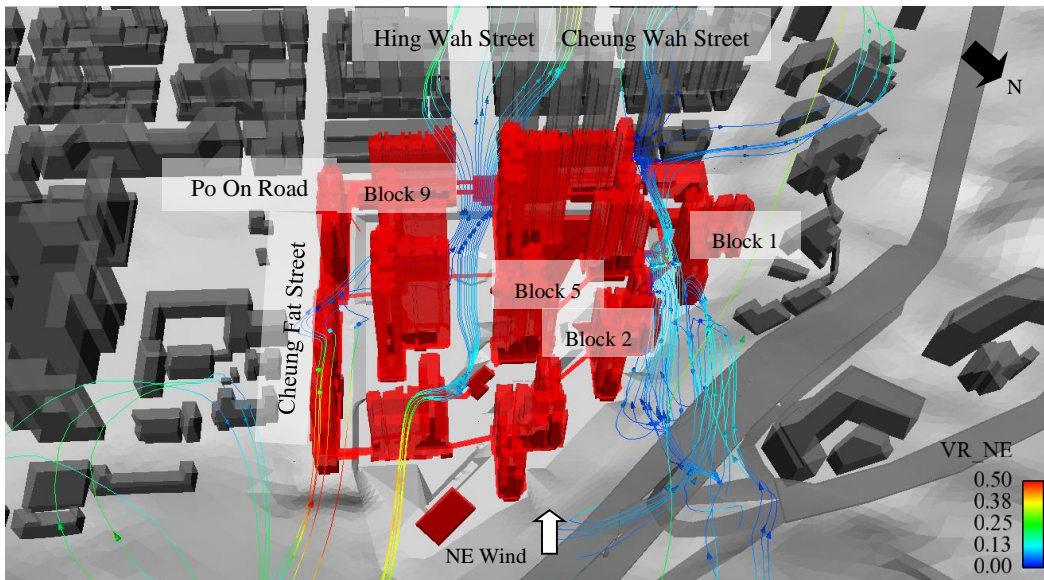 Hing Wah Street
Cheung Wah Street
N
Po On Road
Block 9
Block 1
Cheung Fat Street
Block 5
Block 2
VR_NE
0.50
0.38
0.25
0.13
0.00
NE Wind